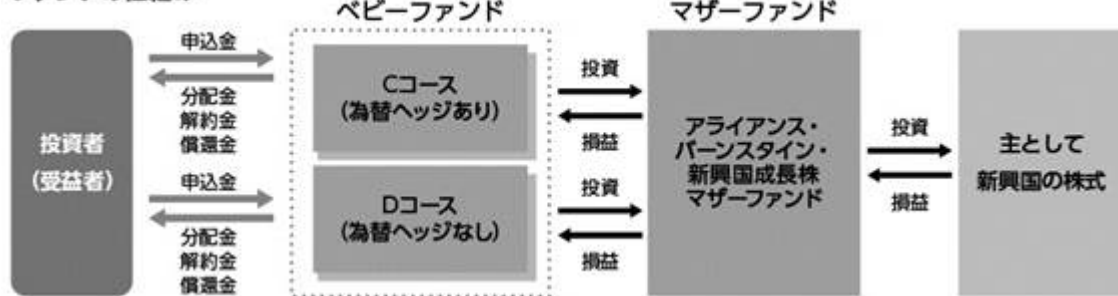 ベビーファンド
マザーファンド
投資者
(受益者)
申込金
分配金
解約金
償還金
申込金
分配金
解約金
償還金
Cコース
(為替ヘッジあり)
Dコース
(為替ヘッジなし)
投資
損益
投資
損益
アライアンス・
バーンスタイン・
新興国成長株
マザーファンド
投資
損益
主として
新興国の株式